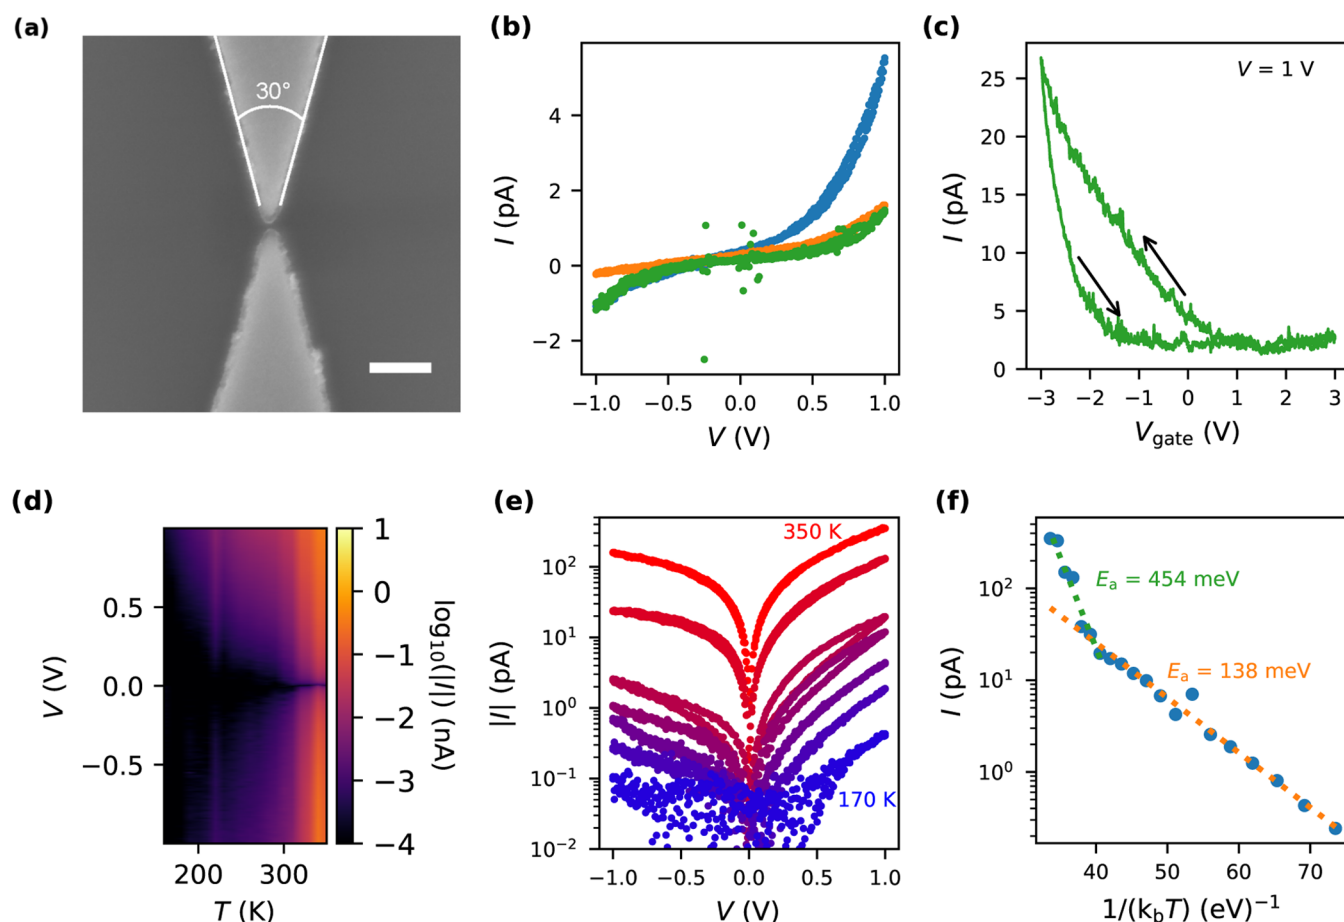 (a)
30°
(b)
I (pA)
4
2
0
−2
−1.0 −0.5 0.0 0.5 1.0
V (V)
(c)
V = 1 V
I (pA)
25
20
15
10
5
0
−3 −2 −1 0 1 2 3
V_gate (V)
(d)
V (V)
0.5
0.0
−0.5
200 300
T (K)
1
0
−1
−2
−3
−4
log₁₀(|I|) (nA)
(e)
350 K
170 K
|I| (pA)
10²
10¹
10⁰
10⁻¹
10⁻²
−1.0 −0.5 0.0 0.5 1.0
V (V)
(f)
Eₐ = 454 meV
Eₐ = 138 meV
I (pA)
10²
10¹
10⁰
40 50 60 70
1/(k_bT) (eV)⁻¹